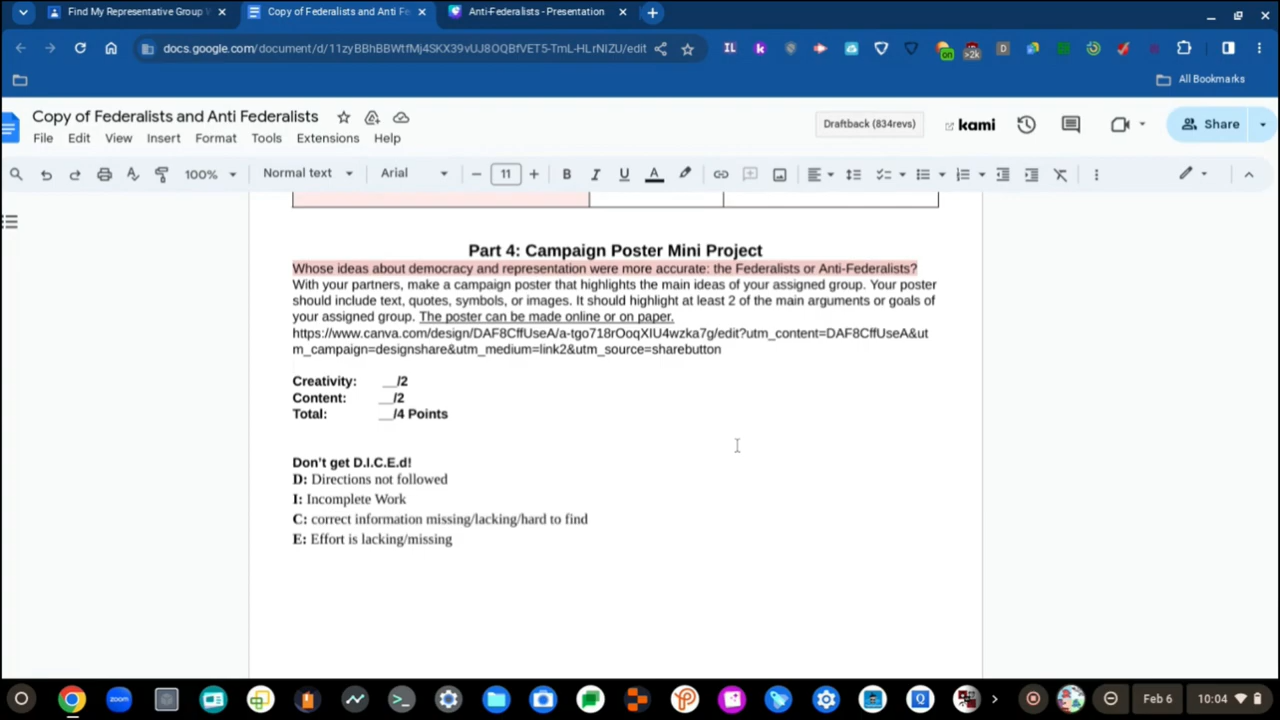 Find My Representative Group
Copy of Federalists and Anti Fe
Anti-Federalists - Presentation
docs.google.com/document/d/11zyBBhBBWtfMj4SKX39vUJ8OQBfVET5-TmL-HLrNIZU/edit
IL
k
on
>2k
D
All Bookmarks
Copy of Federalists and Anti Federalists
File Edit View Insert Format Tools Extensions Help
Draftback (834revs)
kami
Share
100%
Normal text
Arial
11
B I U A
Part 4: Campaign Poster Mini Project
Whose ideas about democracy and representation were more accurate: the Federalists or Anti-Federalists?
With your partners, make a campaign poster that highlights the main ideas of your assigned group. Your poster
should include text, quotes, symbols, or images. It should highlight at least 2 of the main arguments or goals of
your assigned group. The poster can be made online or on paper.
https://www.canva.com/design/DAF8CffUseA/a-tgo718rOoqXIU4wzka7g/edit?utm_content=DAF8CffUseA&ut
m_campaign=designshare&utm_medium=link2&utm_source=sharebutton
Creativity: __/2
Content: __/2
Total: __/4 Points
Don't get D.I.C.E.d!
D: Directions not followed
I: Incomplete Work
C: correct information missing/lacking/hard to find
E: Effort is lacking/missing
zoom
Q
Feb 6
10:04